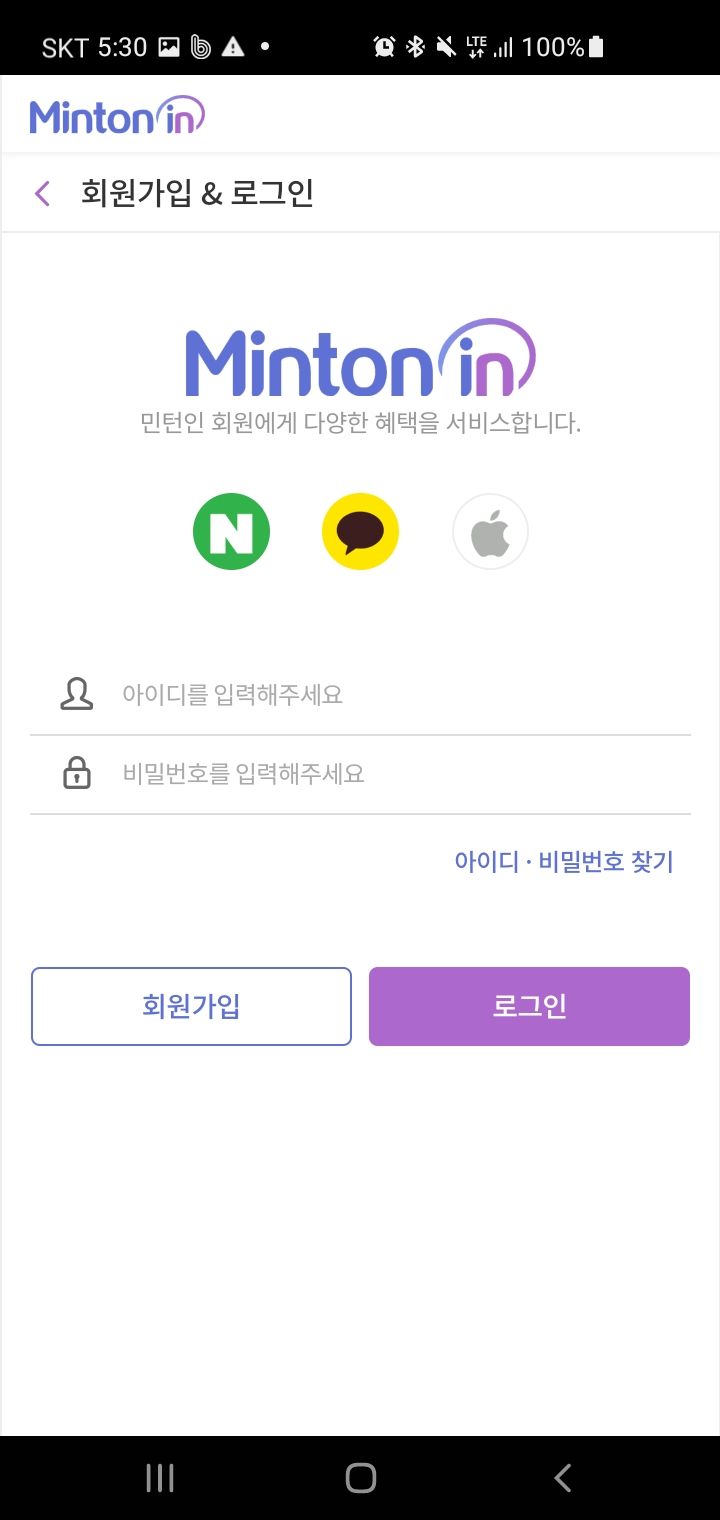 SKT 5:30 LTE 100%
Minton in
회원가입 & 로그인
Minton in
민턴인 회원에게 다양한 혜택을 서비스합니다.
N
아이디를 입력해주세요
비밀번호를 입력해주세요
아이디 · 비밀번호 찾기
회원가입 로그인